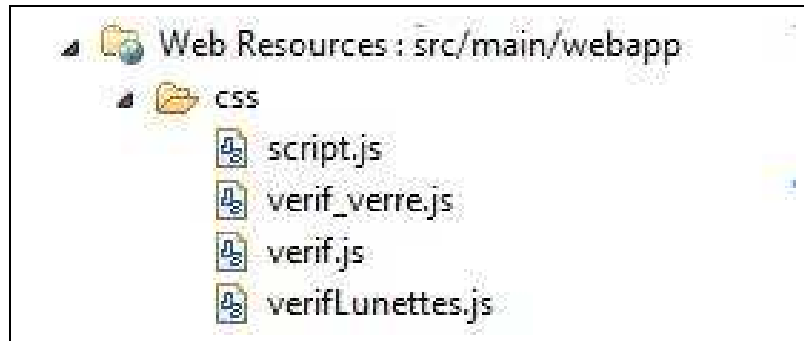 Web Resources : src/main/webapp
css
script.js
verif_verre.js
verif.js
verifLunettes.js